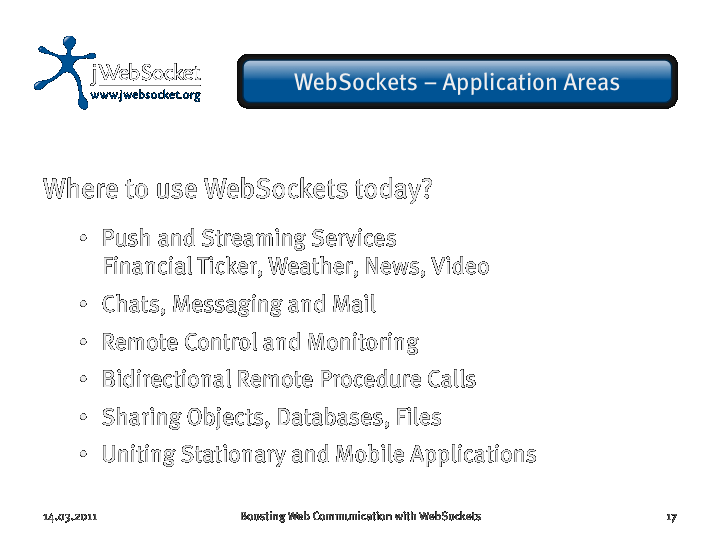 jWebSocket
www.jwebsocket.org
WebSockets – Application Areas
Where to use WebSockets today?
• Push and Streaming Services
Financial Ticker, Weather, News, Video
• Chats, Messaging and Mail
• Remote Control and Monitoring
• Bidirectional Remote Procedure Calls
• Sharing Objects, Databases, Files
• Uniting Stationary and Mobile Applications
14.03.2011 Boosting Web Communication with WebSockets 17